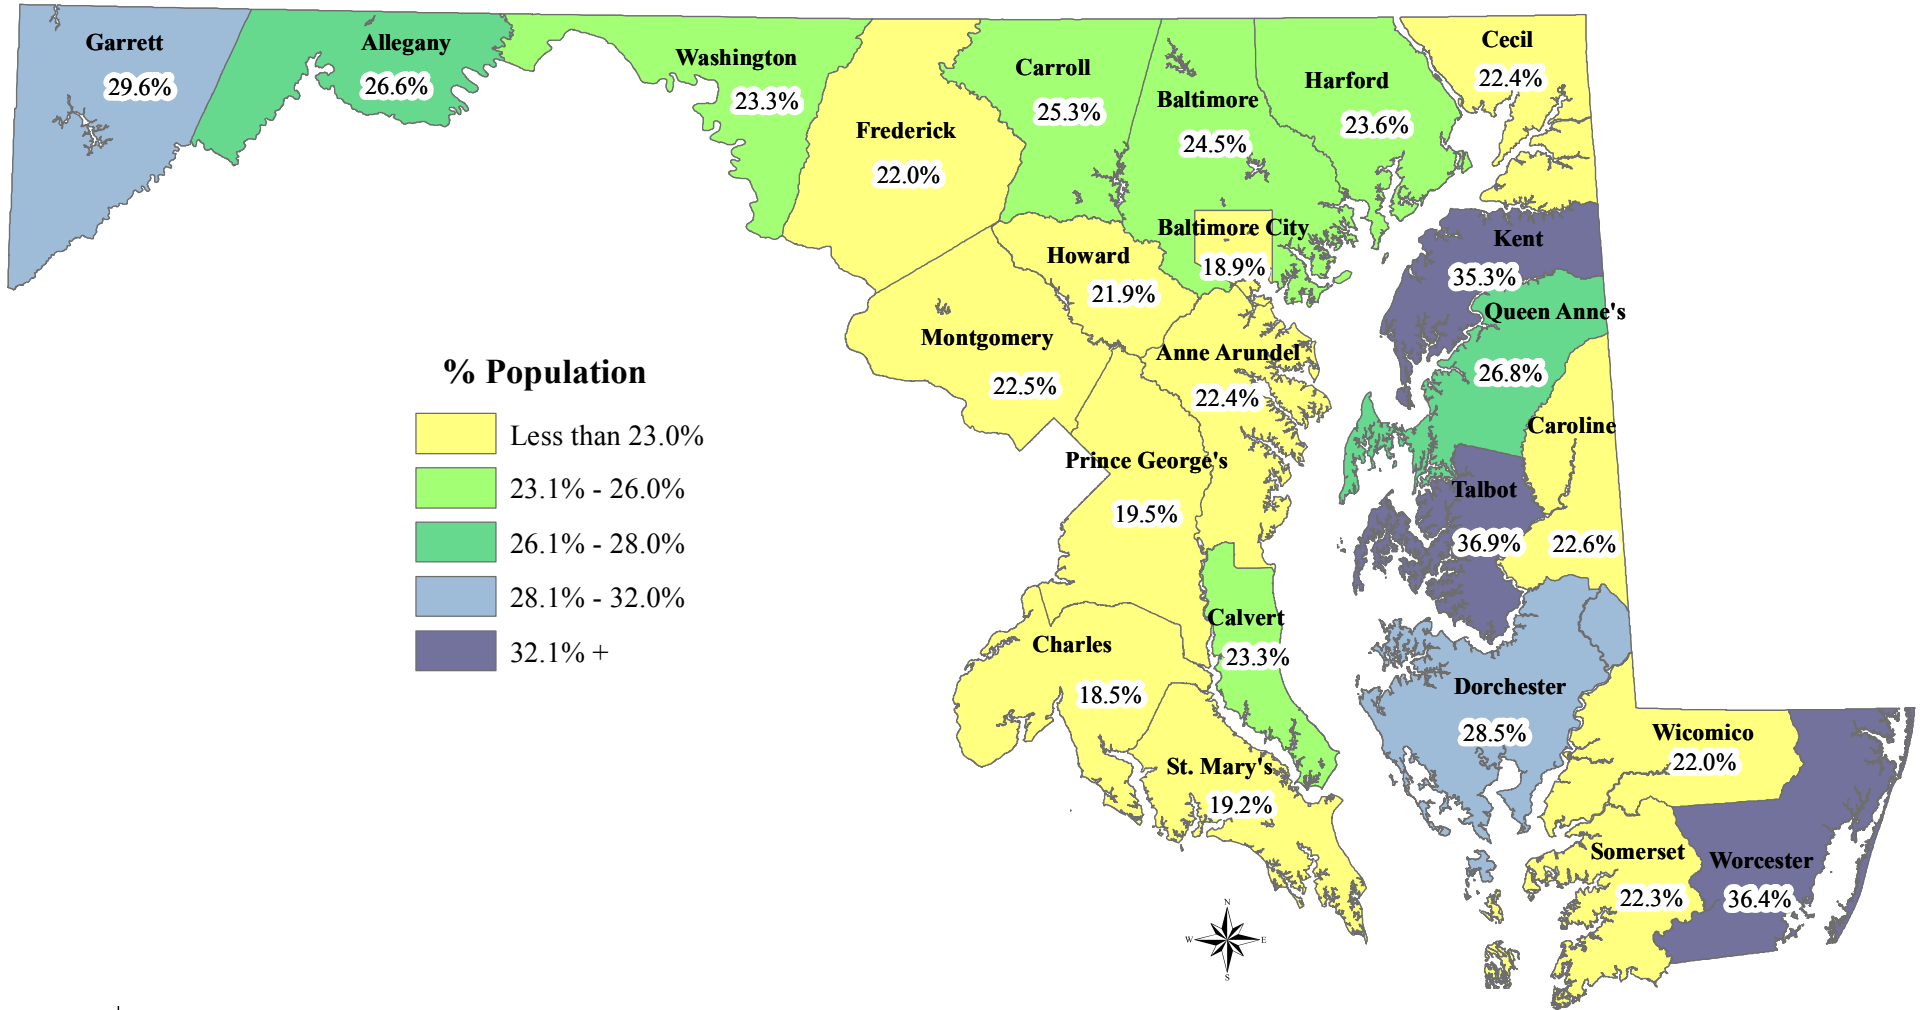 Garrett
29.6%
Allegany
26.6%
Washington
23.3%
Frederick
22.0%
Carroll
25.3%
Baltimore
24.5%
Harford
23.6%
Cecil
22.4%
Baltimore City
18.9%
Howard
21.9%
Montgomery
22.5%
Anne Arundel
22.4%
Prince George's
19.5%
Kent
35.3%
Queen Anne's
26.8%
Caroline
22.6%
Talbot
36.9%
Calvert
23.3%
Charles
18.5%
St. Mary's
19.2%
Dorchester
28.5%
Wicomico
22.0%
Somerset
22.3%
Worcester
36.4%
% Population
Less than 23.0%
23.1% - 26.0%
26.1% - 28.0%
28.1% - 32.0%
32.1% +
N
W
E
S